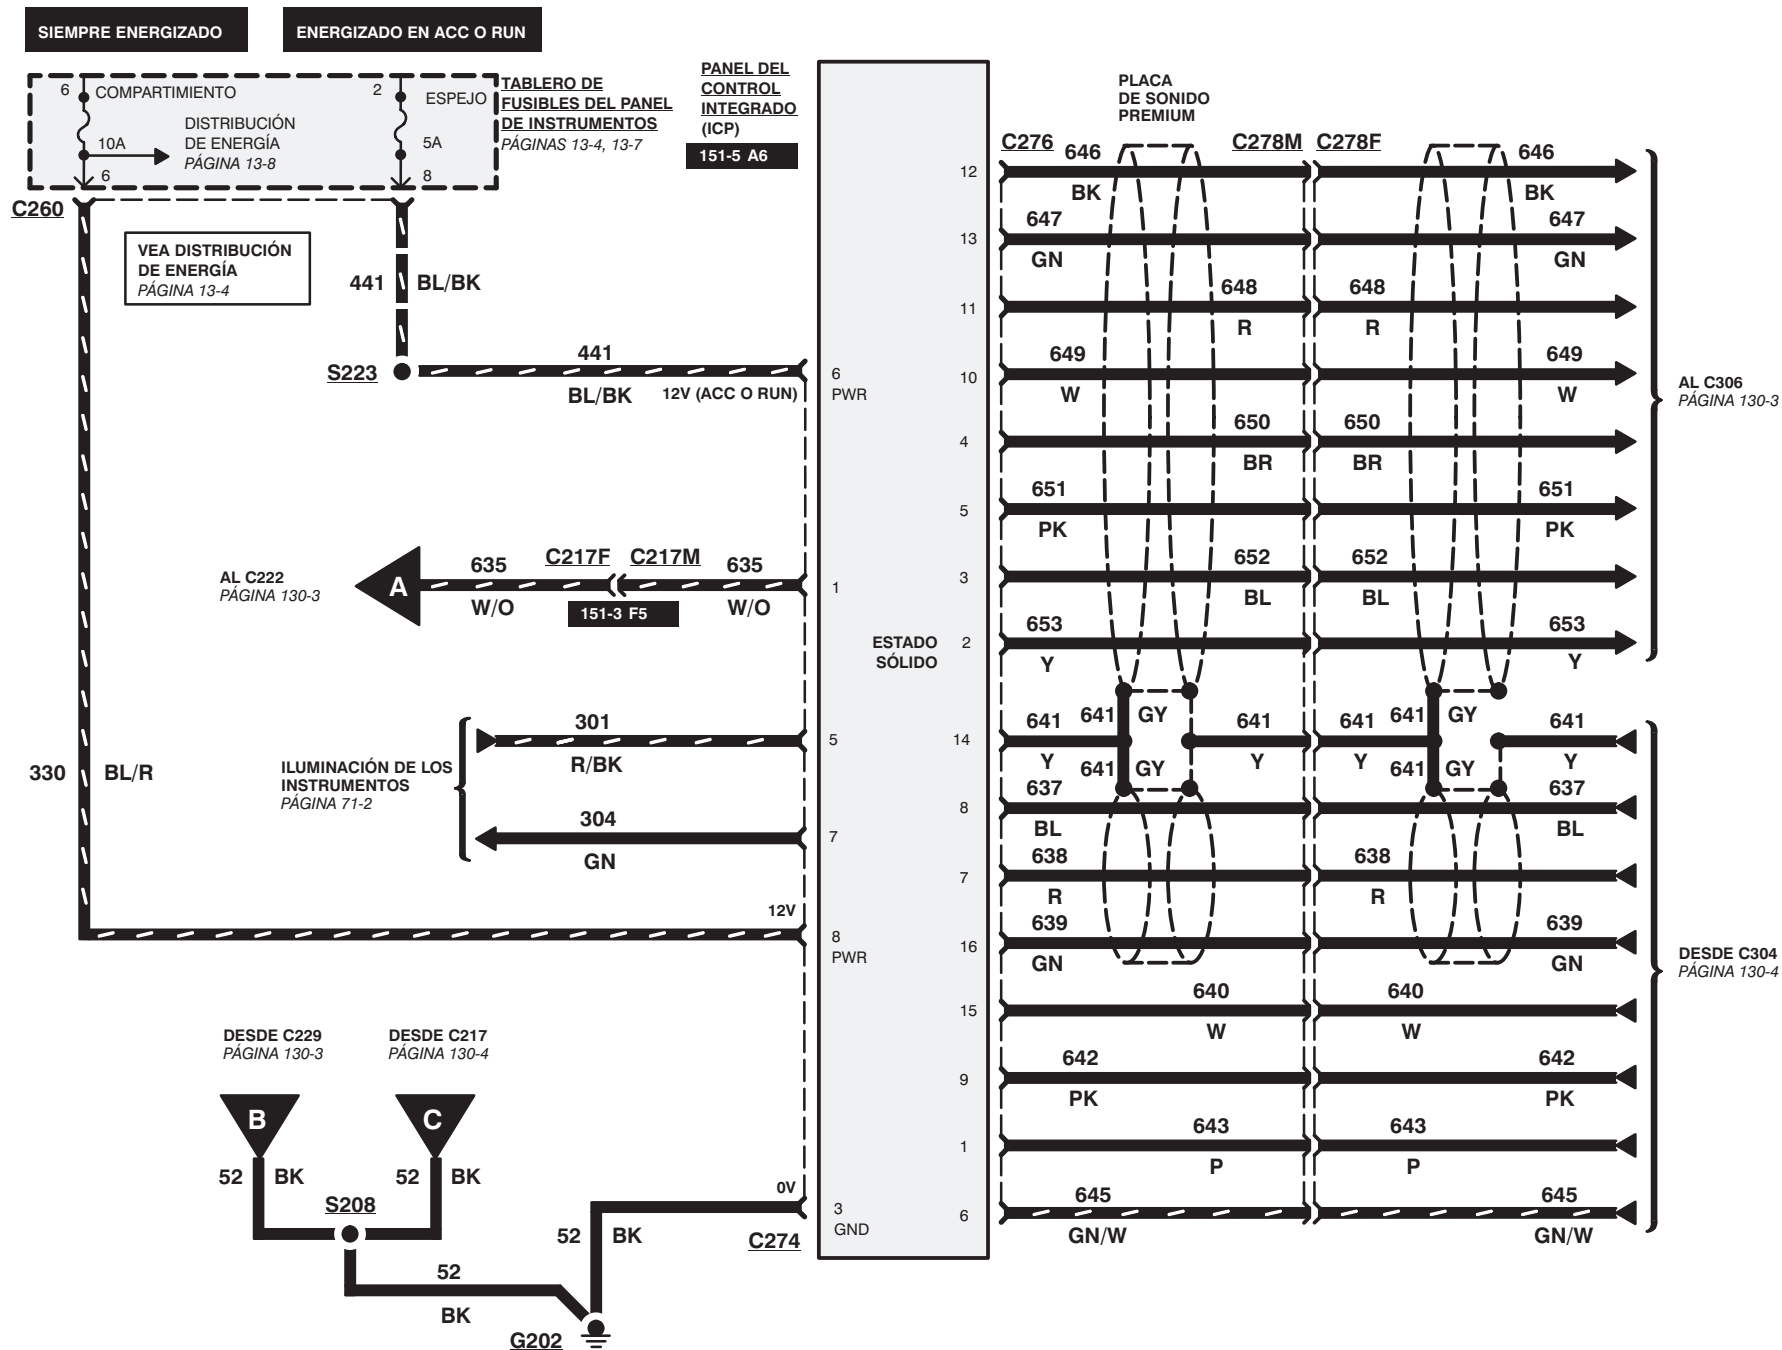 SIEMPRE ENERGIZADO
ENERGIZADO EN ACC O RUN
6
COMPARTIMIENTO
10A
DISTRIBUCIÓN
DE ENERGÍA
PÁGINA 13-8
6
2
ESPEJO
5A
8
TABLERO DE
FUSIBLES DEL PANEL
DE INSTRUMENTOS
PÁGINAS 13-4, 13-7
PANEL DEL
CONTROL
INTEGRADO
(ICP)
151-5 A6
C260
VEA DISTRIBUCIÓN
DE ENERGÍA
PÁGINA 13-4
441
BL/BK
S223
441
BL/BK
12V (ACC O RUN)
6
PWR
AL C222
PÁGINA 130-3
A
635
W/O
C217F
C217M
151-3 F5
635
W/O
1
ESTADO
SÓLIDO
330
BL/R
ILUMINACIÓN DE LOS
INSTRUMENTOS
PÁGINA 71-2
301
R/BK
5
304
GN
7
12V
8
PWR
DESDE C229
PÁGINA 130-3
DESDE C217
PÁGINA 130-4
B
C
52
BK
52
BK
S208
52
BK
G202
52
BK
0V
3
GND
C274
PLACA
DE SONIDO
PREMIUM
C276
C278M
C278F
12
646
BK
646
BK
13
647
GN
647
GN
11
648
R
648
R
10
649
W
649
W
4
650
BR
650
BR
5
651
PK
651
PK
3
652
BL
652
BL
2
653
Y
653
Y
AL C306
PÁGINA 130-3
14
641
Y
641
GY
641
GY
641
Y
641
Y
641
GY
641
GY
641
Y
8
637
BL
637
BL
7
638
R
638
R
16
639
GN
639
GN
15
640
W
640
W
9
642
PK
642
PK
1
643
P
643
P
6
645
GN/W
645
GN/W
DESDE C304
PÁGINA 130-4